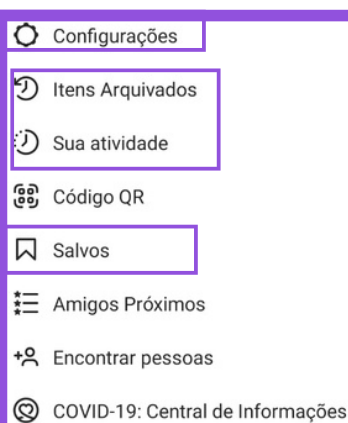 Configurações
Itens Arquivados
Sua atividade
Código QR
Salvos
Amigos Próximos
Encontrar pessoas
COVID-19: Central de Informações